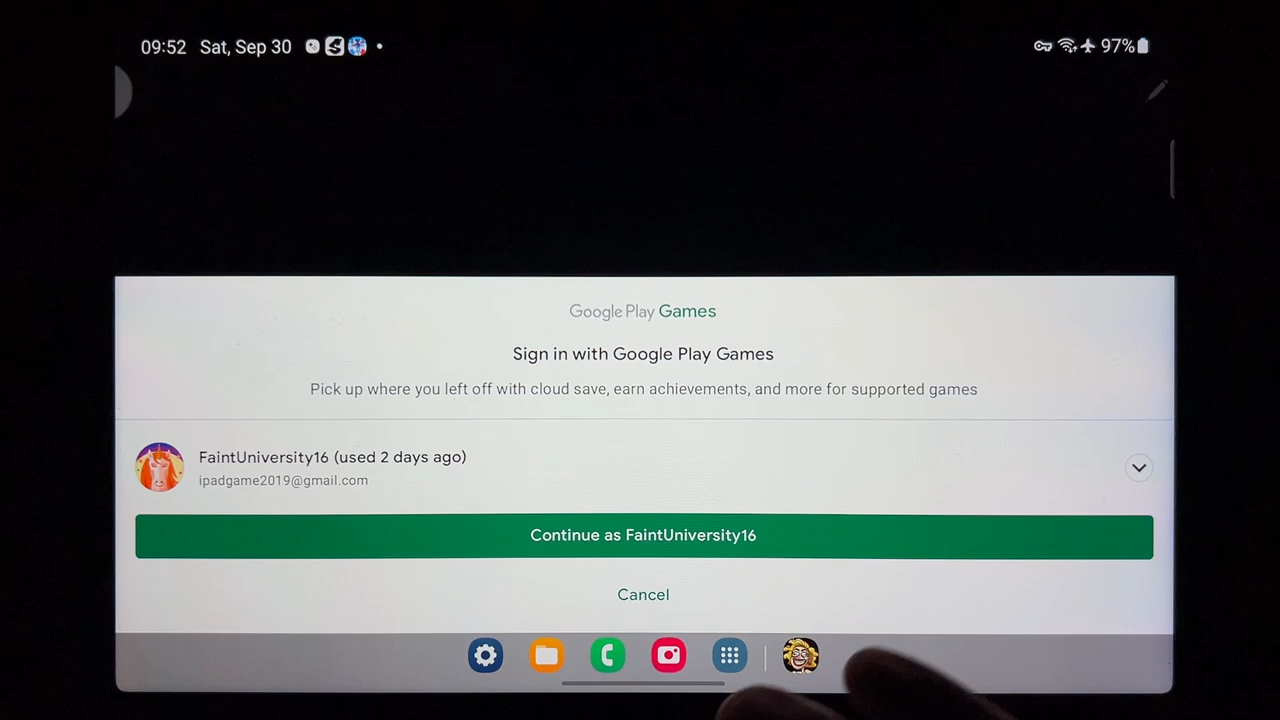 09:52 Sat, Sep 30
97%
Google Play Games
Sign in with Google Play Games
Pick up where you left off with cloud save, earn achievements, and more for supported games
FaintUniversity16 (used 2 days ago)
ipadgame2019@gmail.com
Continue as FaintUniversity16
Cancel